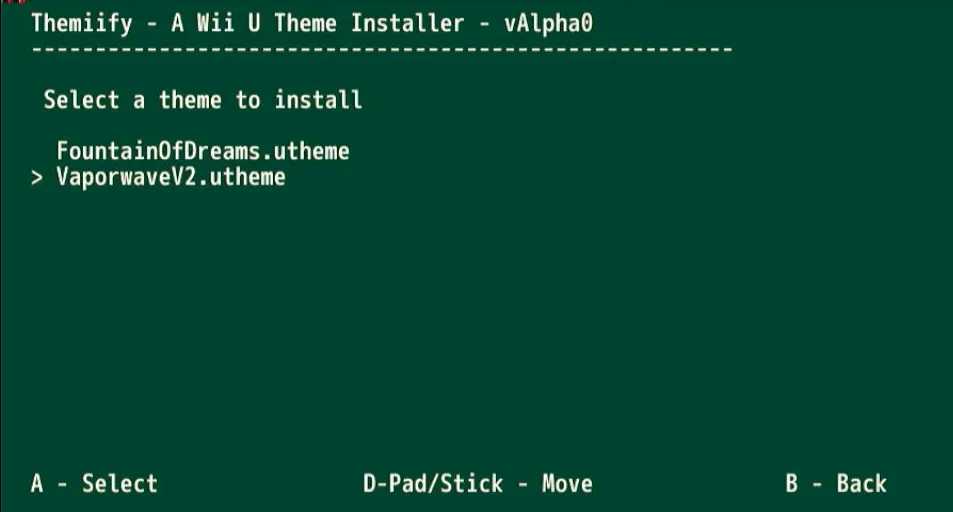 Themiify - A Wii U Theme Installer - vAlpha0
-------------------------------------------------------
Select a theme to install
FountainOfDreams.utheme
> VaporwaveV2.utheme
A - Select D-Pad/Stick - Move B - Back